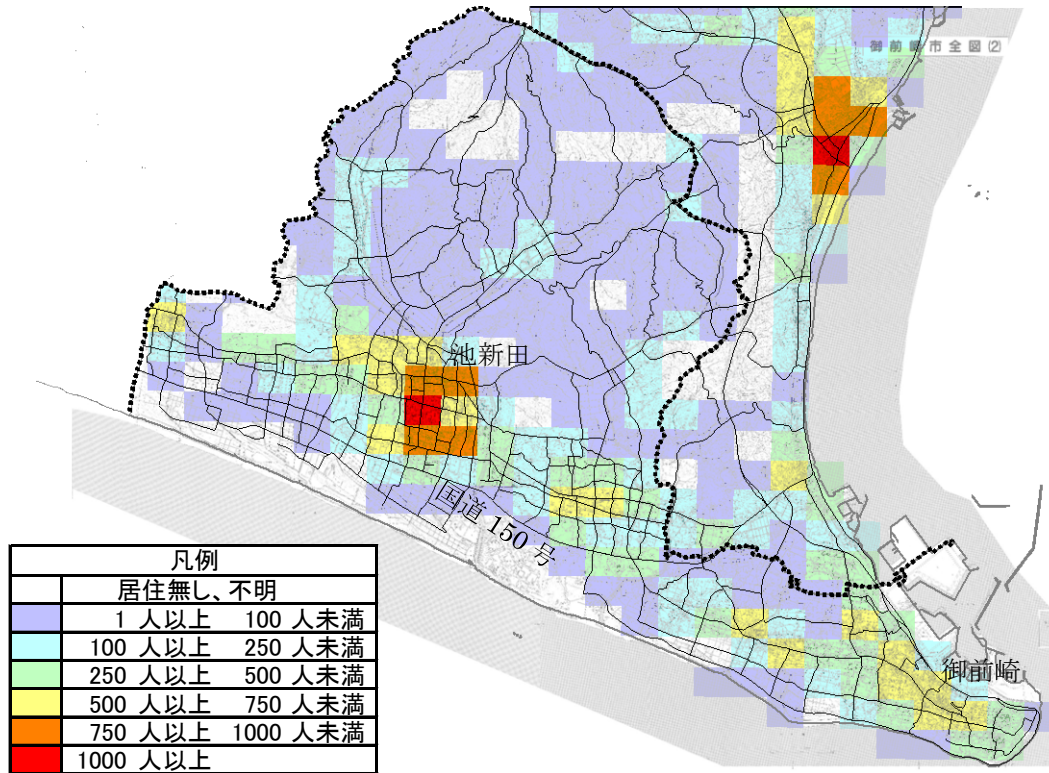 御前崎市全図(2)
池新田
国道 150 号
御前崎
凡例
居住無し、不明
1 人以上 100 人未満
100 人以上 250 人未満
250 人以上 500 人未満
500 人以上 750 人未満
750 人以上 1000 人未満
1000 人以上